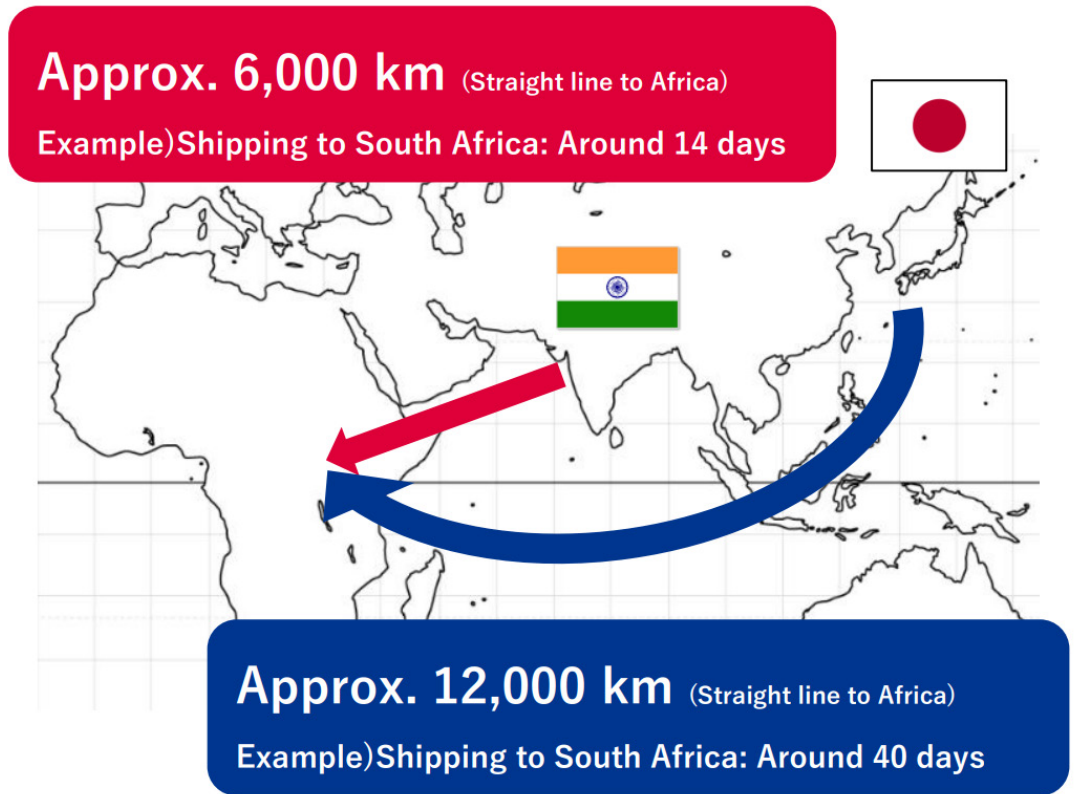 Approx. 6,000 km (Straight line to Africa)
Example)Shipping to South Africa: Around 14 days
Approx. 12,000 km (Straight line to Africa)
Example)Shipping to South Africa: Around 40 days